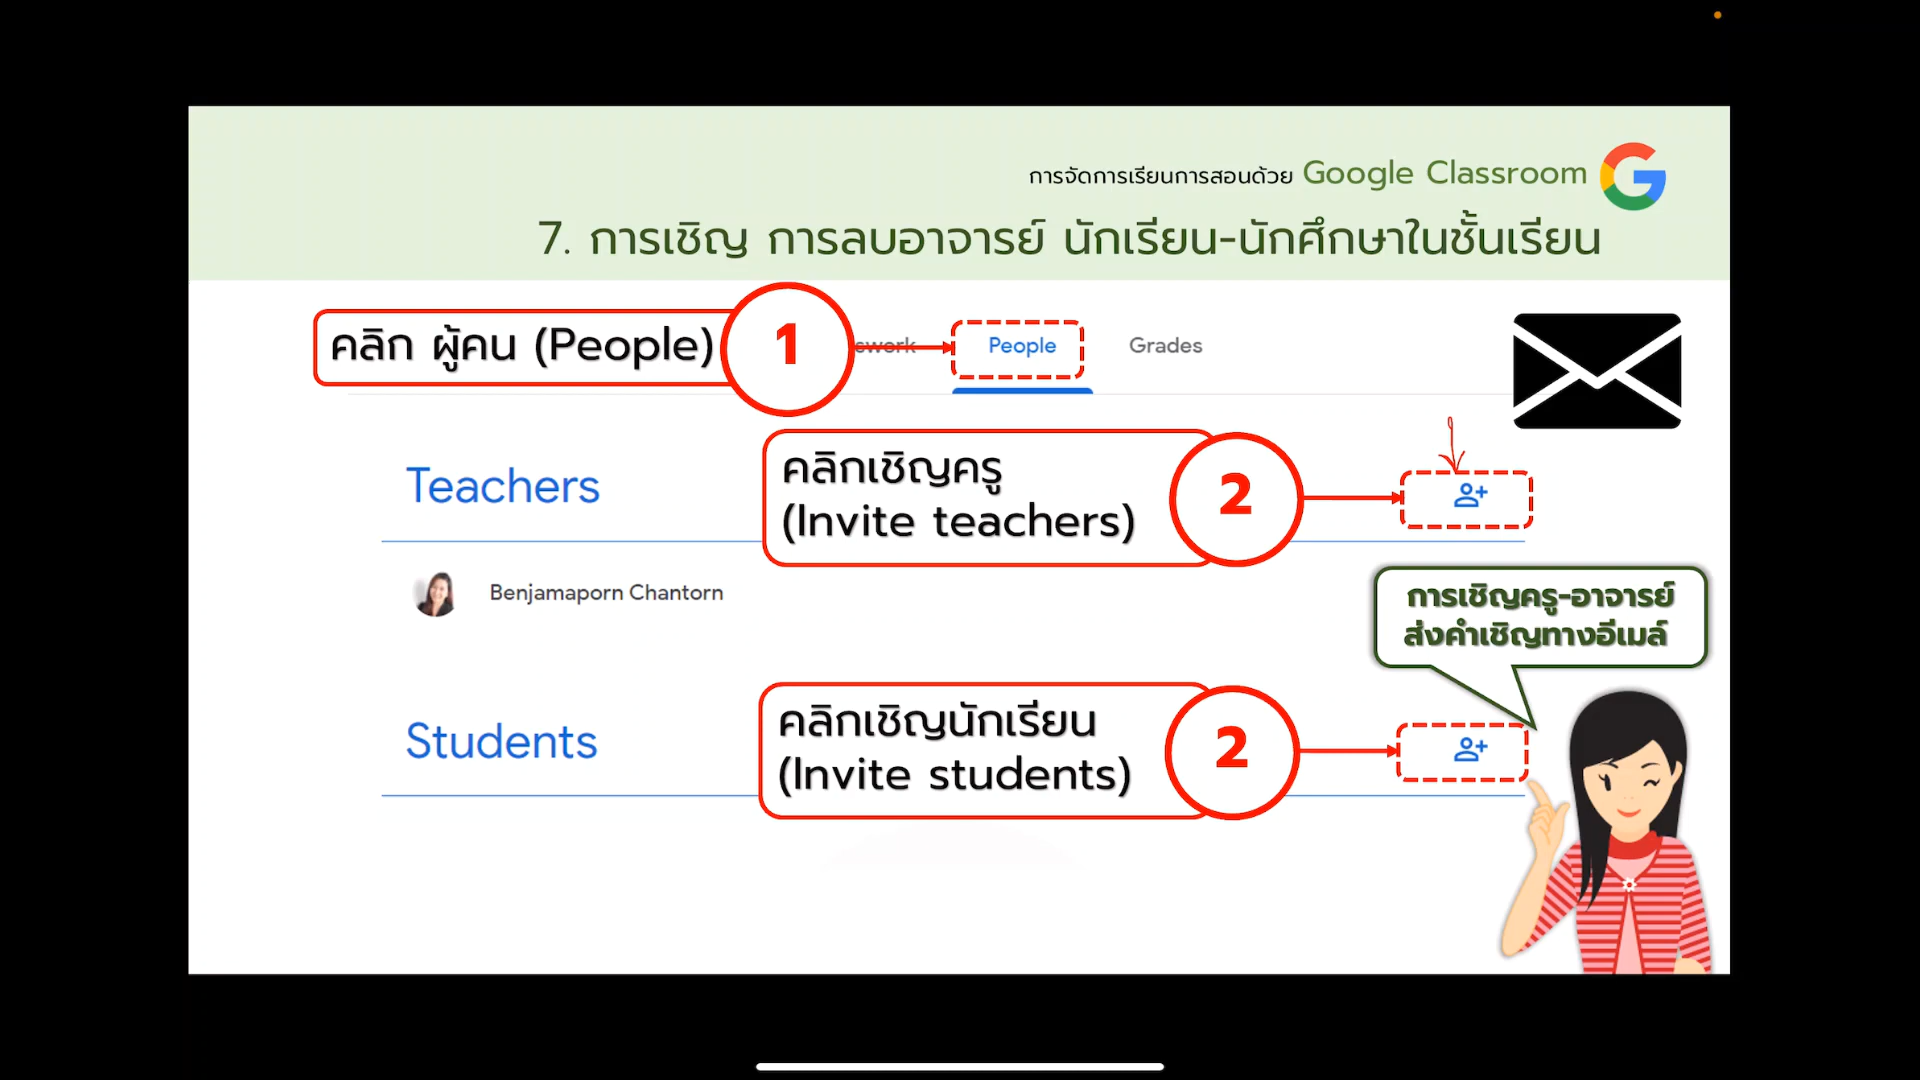 การจัดการเรียนการสอนด้วย Google Classroom
7. การเชิญ การลบอาจารย์ นักเรียน-นักศึกษาในชั้นเรียน
คลิก ผู้คน (People)
1
swork
People
Grades
Teachers
คลิกเชิญครู
(Invite teachers)
2
Benjamaporn Chantorn
การเชิญครู-อาจารย์
ส่งคำเชิญทางอีเมล์
Students
คลิกเชิญนักเรียน
(Invite students)
2